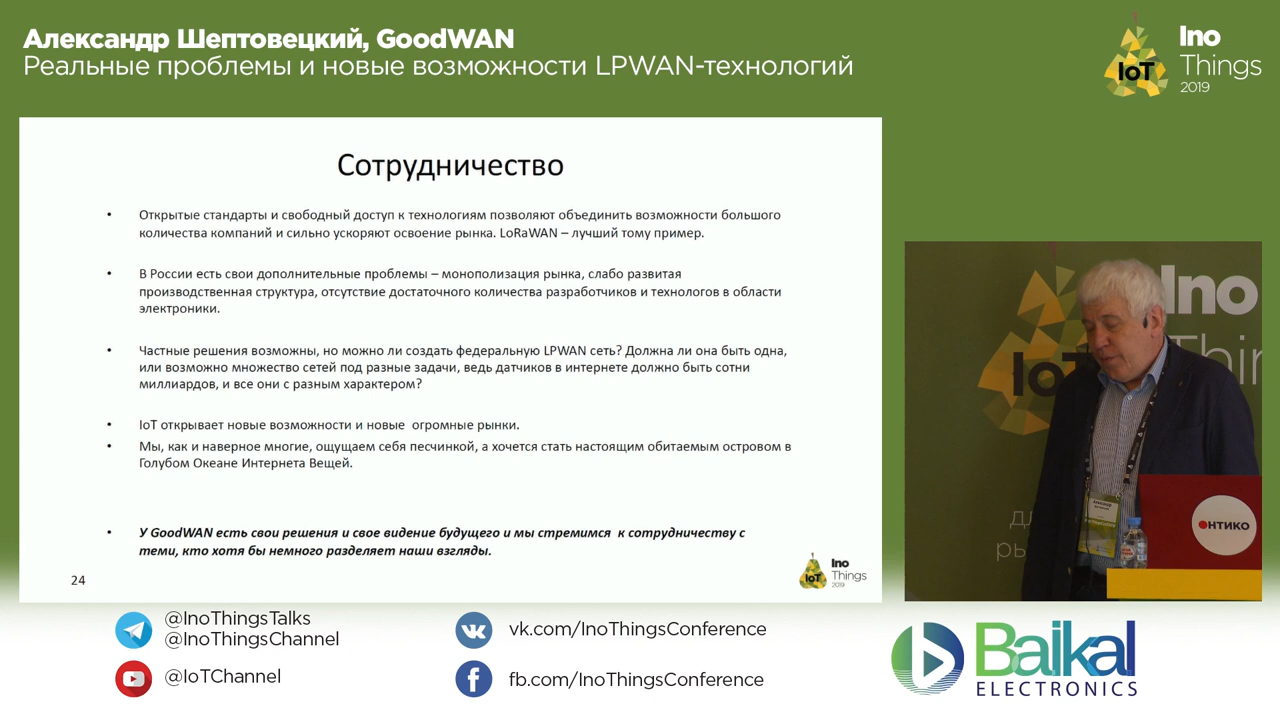 Александр Шептовецкий, GoodWAN
Реальные проблемы и новые возможности LPWAN-технологий
IoT
Ino
Things
2019
Сотрудничество
• Открытые стандарты и свободный доступ к технологиям позволяют объединить возможности большого
количества компаний и сильно ускоряют освоение рынка. LoRaWAN – лучший тому пример.
• В России есть свои дополнительные проблемы – монополизация рынка, слабо развитая
производственная структура, отсутствие достаточного количества разработчиков и технологов в области
электроники.
• Частные решения возможны, но можно ли создать федеральную LPWAN сеть? Должна ли она быть одна,
или возможно множество сетей под разные задачи, ведь датчиков в интернете должно быть сотни
миллиардов, и все они с разным характером?
• IoT открывает новые возможности и новые огромные рынки.
• Мы, как и наверное многие, ощущаем себя песчинкой, а хочется стать настоящим обитаемым островом в
Голубом Океане Интернета Вещей.
• У GoodWAN есть свои решения и свое видение будущего и мы стремимся к сотрудничеству с
теми, кто хотя бы немного разделяет наши взгляды.
24
IoT
Ino
Things
2019
Ino
IoT
ОНТИКО
@InoThingsTalks
@InoThingsChannel
@IoTChannel
vk.com/InoThingsConference
fb.com/InoThingsConference
Baikal
ELECTRONICS